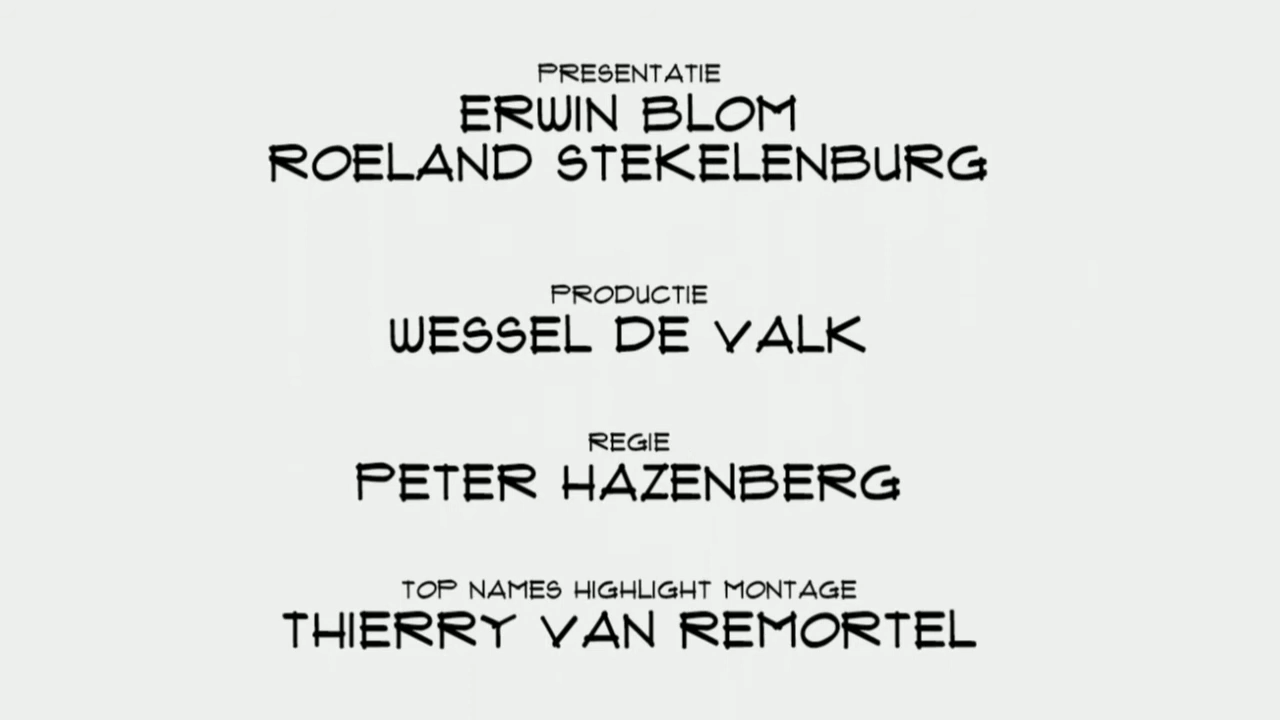 PRESENTATIE
ERWIN BLOM
ROELAND STEKELENBURG
PRODUCTIE
WESSEL DE VALK
REGIE
PETER HAZENBERG
TOP NAMES HIGHLIGHT MONTAGE
THIERRY VAN REMORTEL